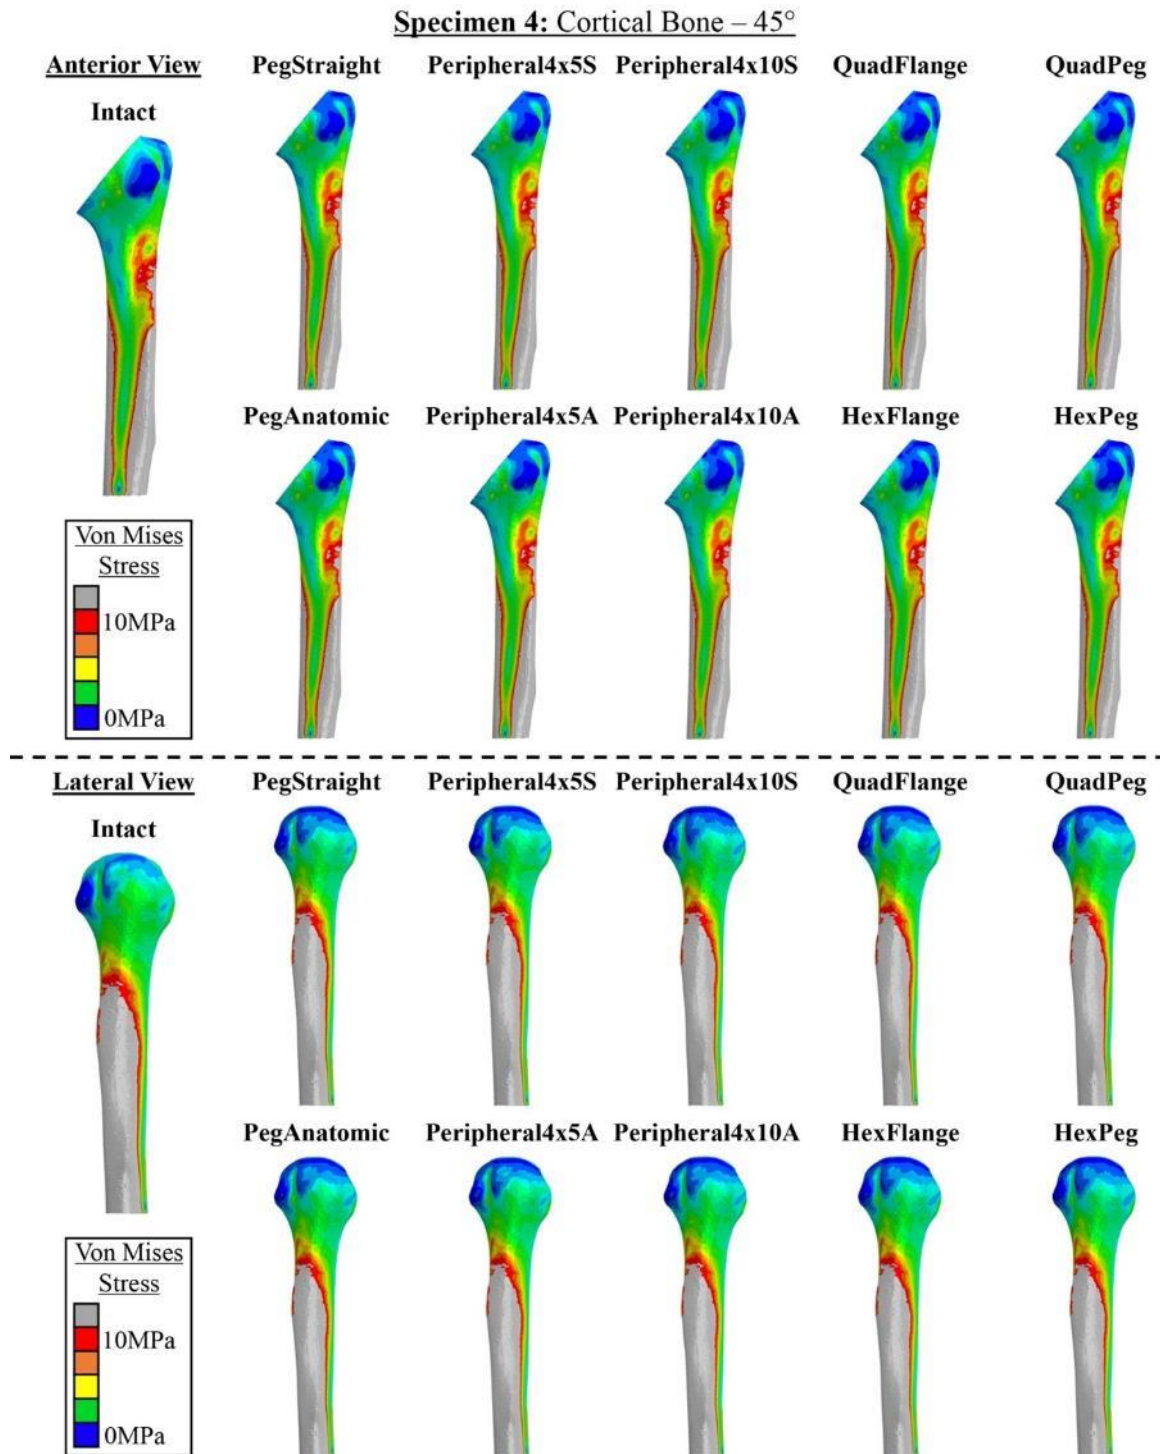 Specimen 4: Cortical Bone – 45°
Anterior View
Intact
PegStraight
Peripheral4x5S
Peripheral4x10S
QuadFlange
QuadPeg
PegAnatomic
Peripheral4x5A
Peripheral4x10A
HexFlange
HexPeg
Von Mises
Stress
10MPa
0MPa
Lateral View
Intact
PegStraight
Peripheral4x5S
Peripheral4x10S
QuadFlange
QuadPeg
PegAnatomic
Peripheral4x5A
Peripheral4x10A
HexFlange
HexPeg
Von Mises
Stress
10MPa
0MPa